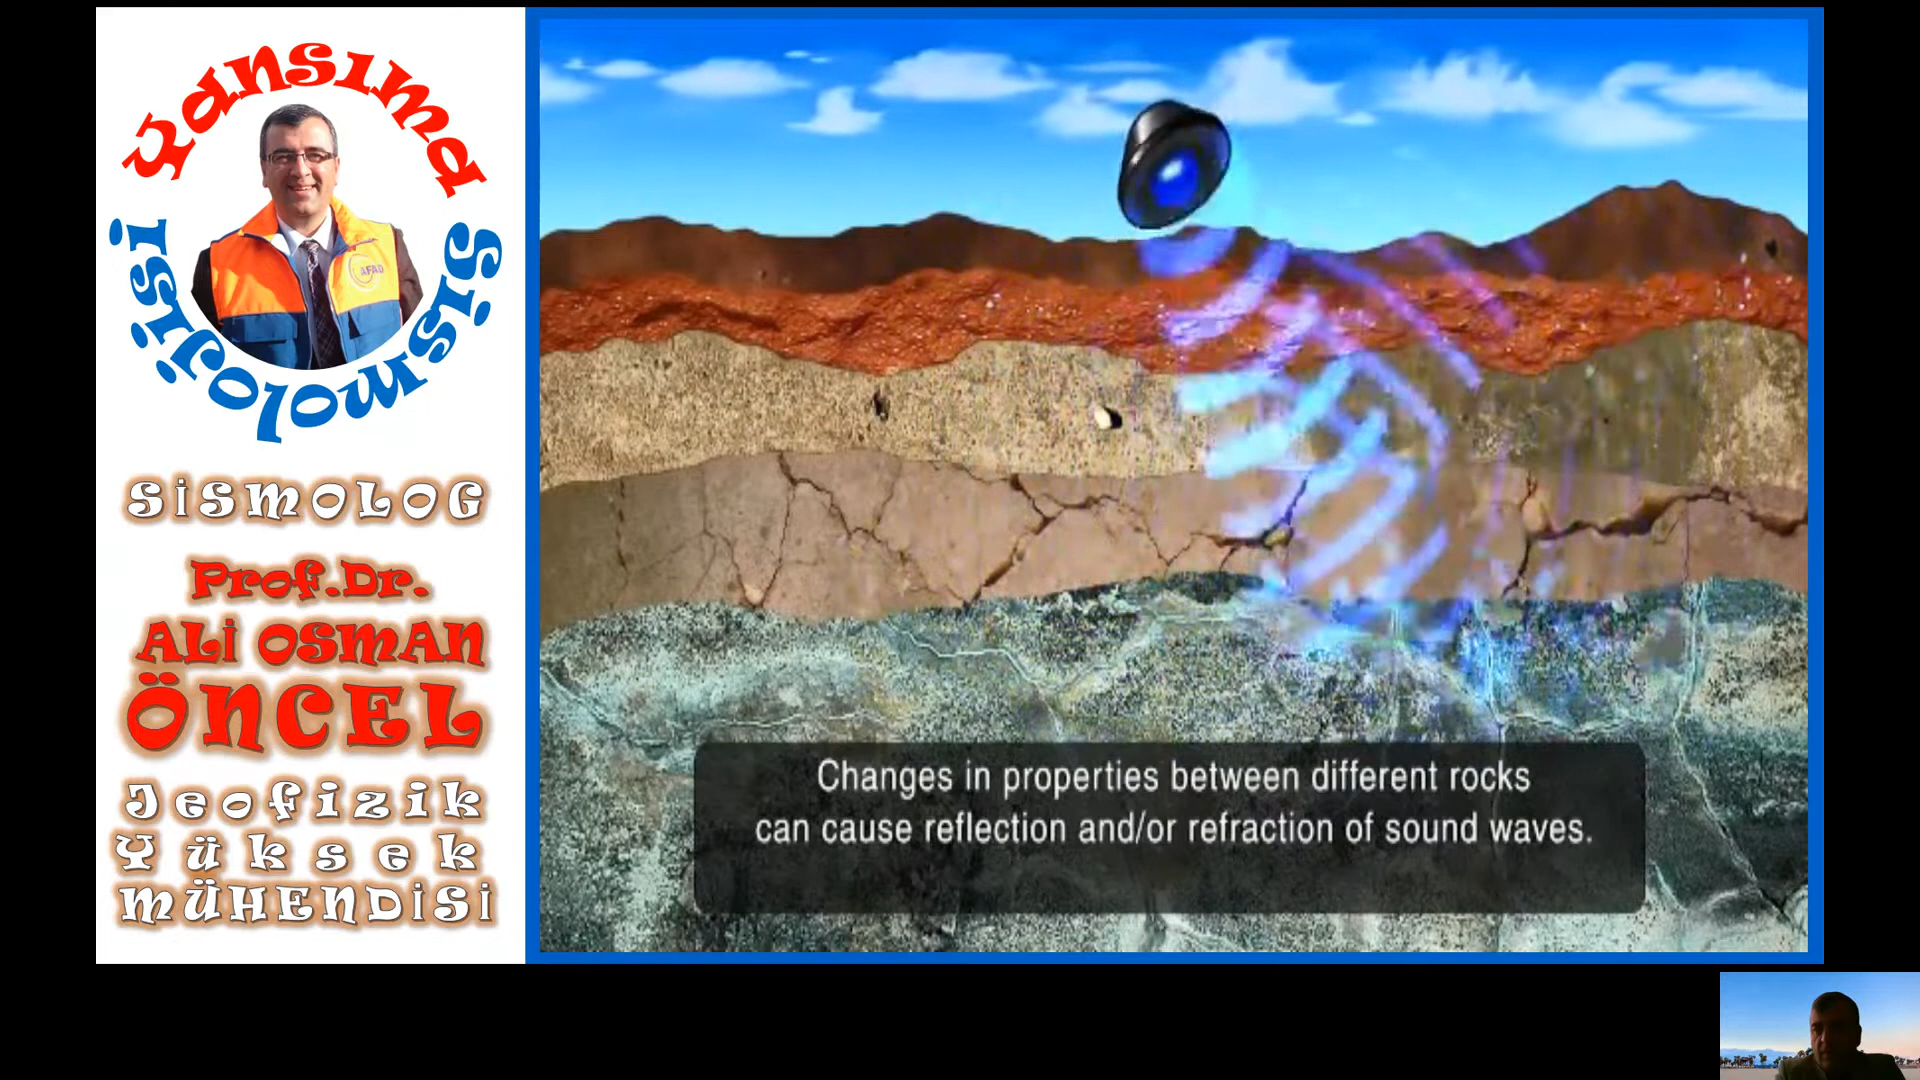 Yansıma
Sismolojisi
AFAD
SİSMOLOG
Prof.Dr.
ALİ OSMAN
ÖNCEL
Jeofizik
Yüksek
MÜHENDİSİ
Changes in properties between different rocks
can cause reflection and/or refraction of sound waves.